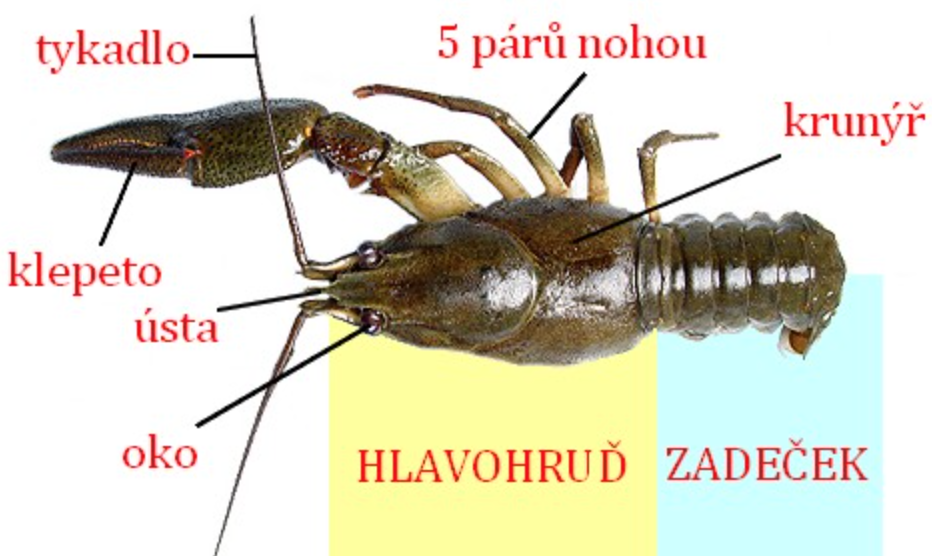 tykadlo
5 párů nohou
krunýř
klepeto
ústa
oko
HLAVOHRUĎ
ZADEČEK